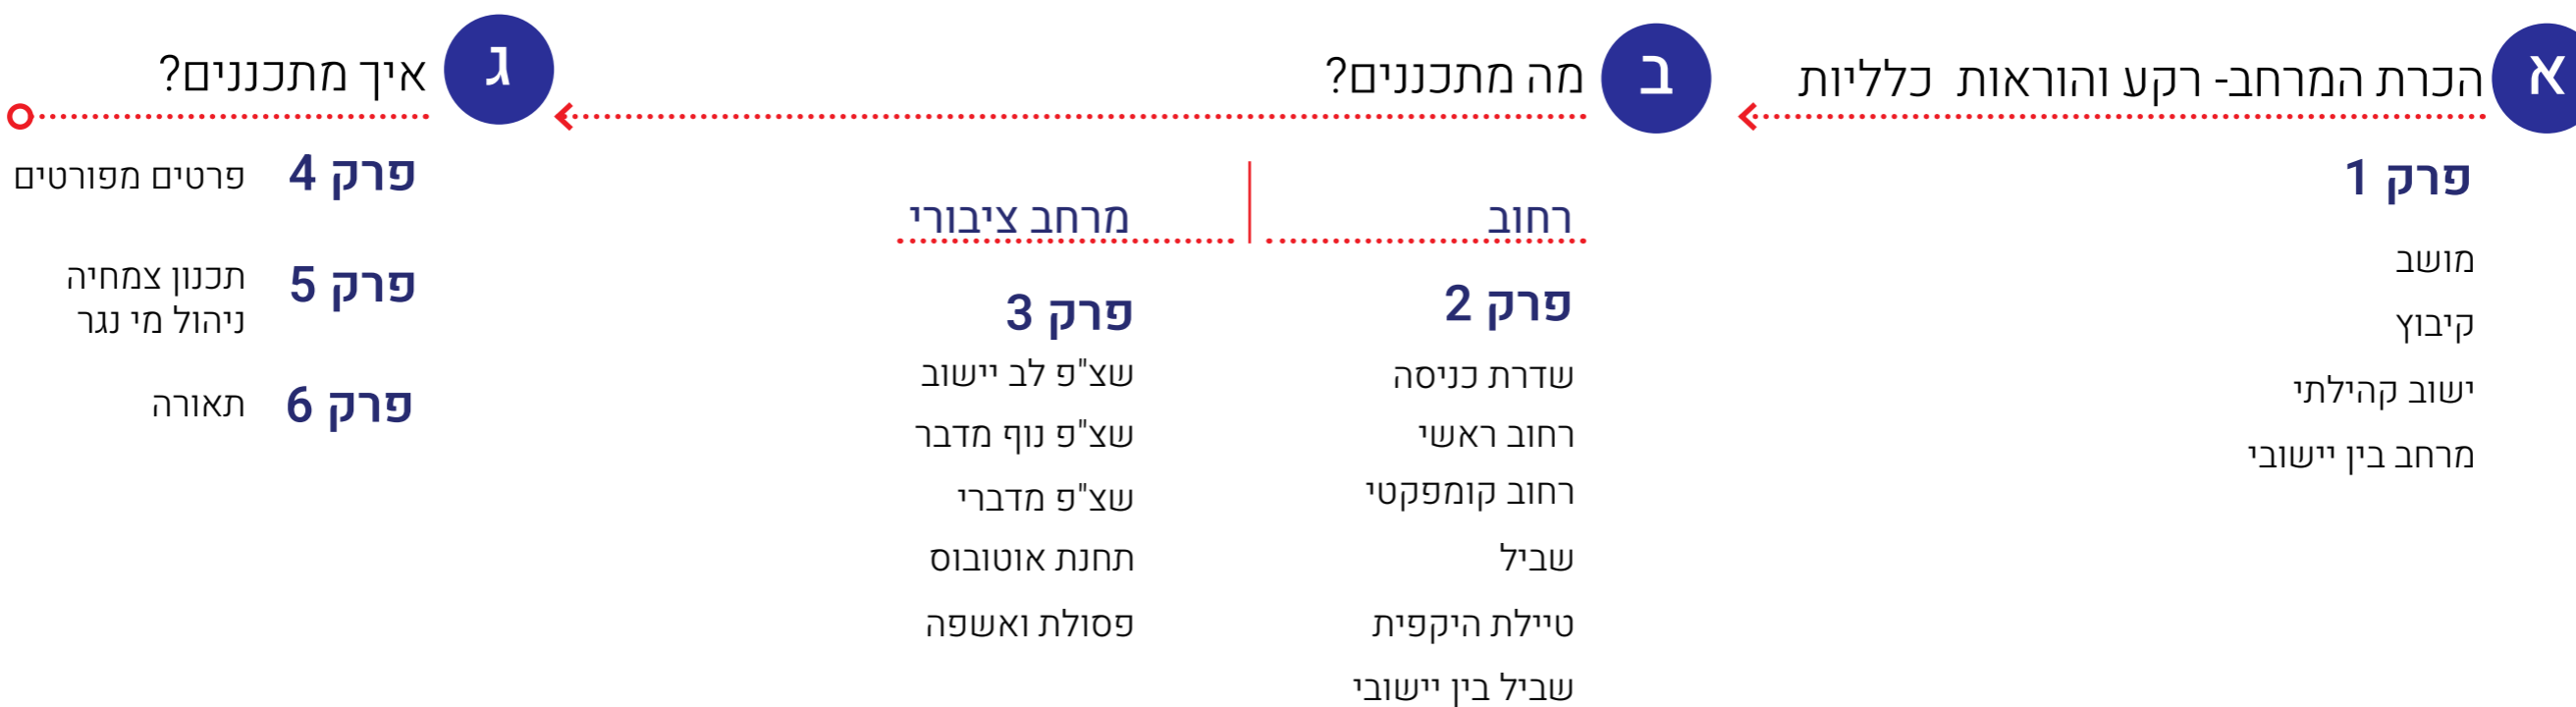 א
הכרת המרחב- רקע והוראות כלליות
פרק 1
מושב
קיבוץ
ישוב קהילתי
מרחב בין יישובי
ב
מה מתכננים?
רחוב
פרק 2
שדרת כניסה
רחוב ראשי
רחוב קומפקטי
שביל
טיילת היקפית
שביל בין יישובי
מרחב ציבורי
פרק 3
שצ"פ לב יישוב
שצ"פ נוף מדבר
שצ"פ מדברי
תחנת אוטובוס
פסולת ואשפה
ג
איך מתכננים?
פרק 4 פרטים מפורטים
פרק 5 תכנון צמחיה
ניהול מי נגר
פרק 6 תאורה